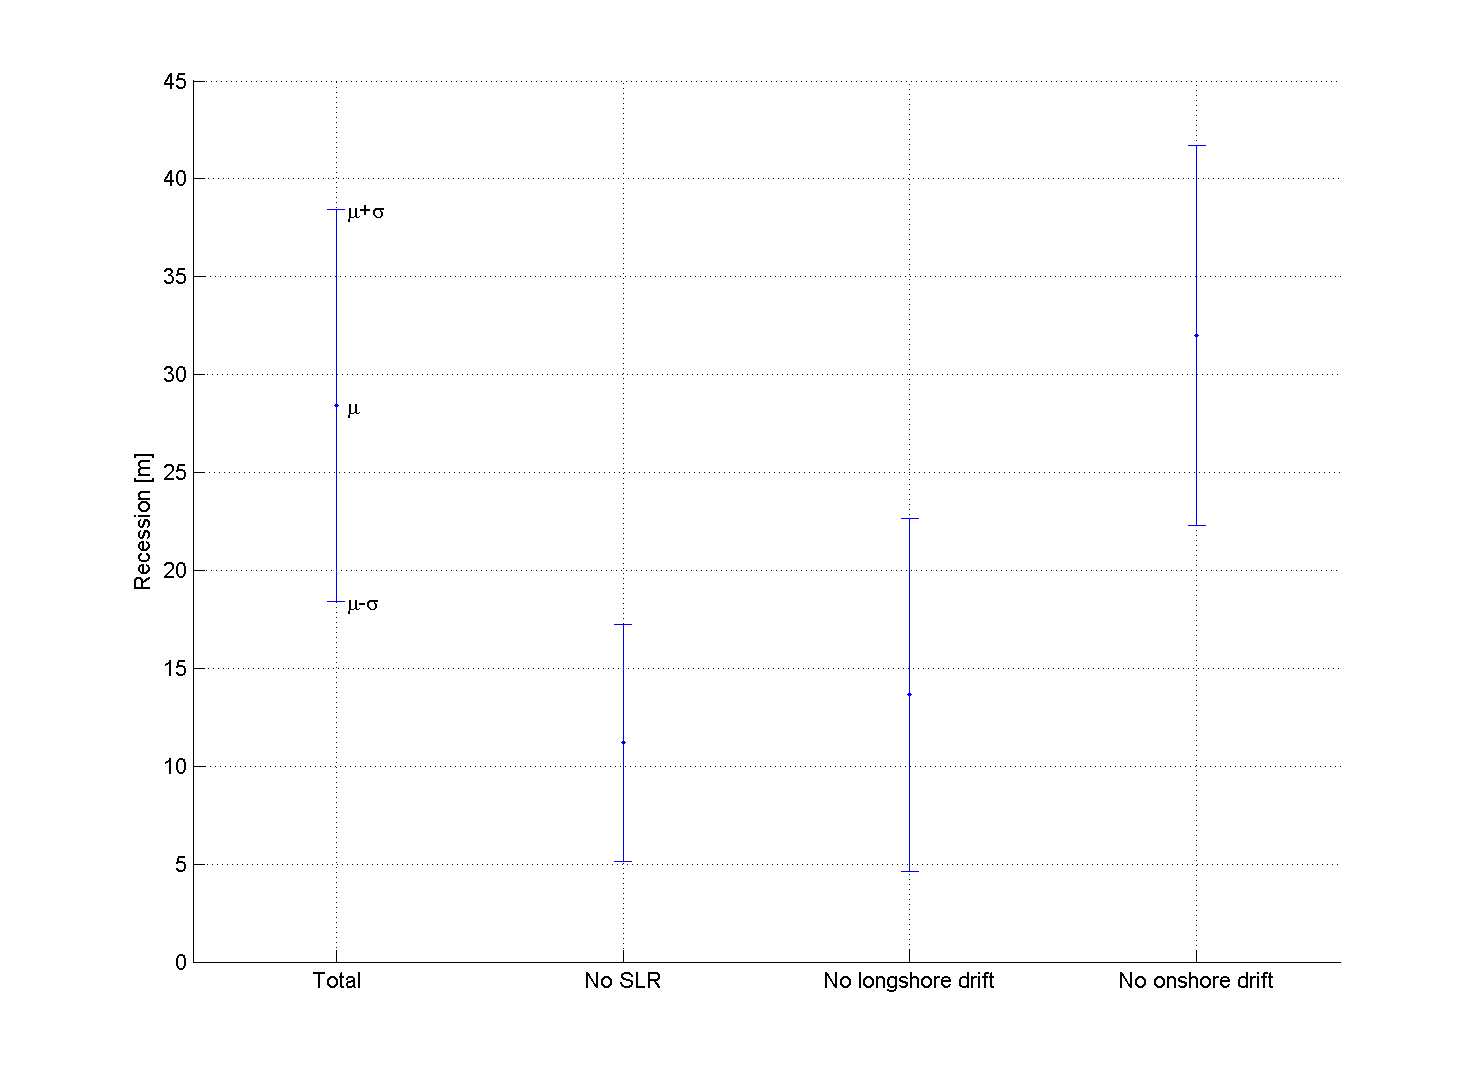 45
40
35
30
25
20
15
10
5
0
Recession [m]
μ+σ
μ
μ-σ
Total
No SLR
No longshore drift
No onshore drift